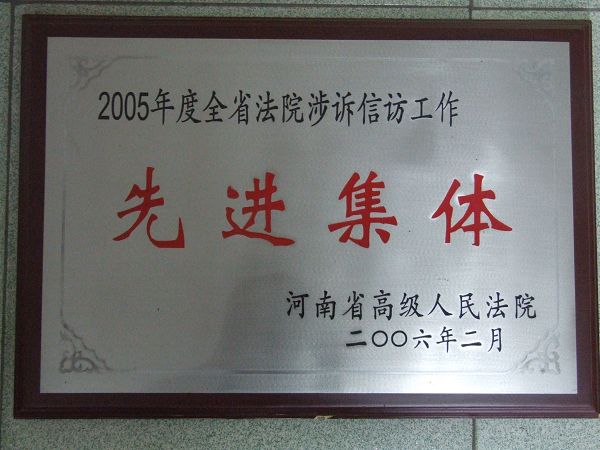 2005年度全省法院涉诉信访工作
先进集体
河南省高级人民法院
二〇〇六年二月